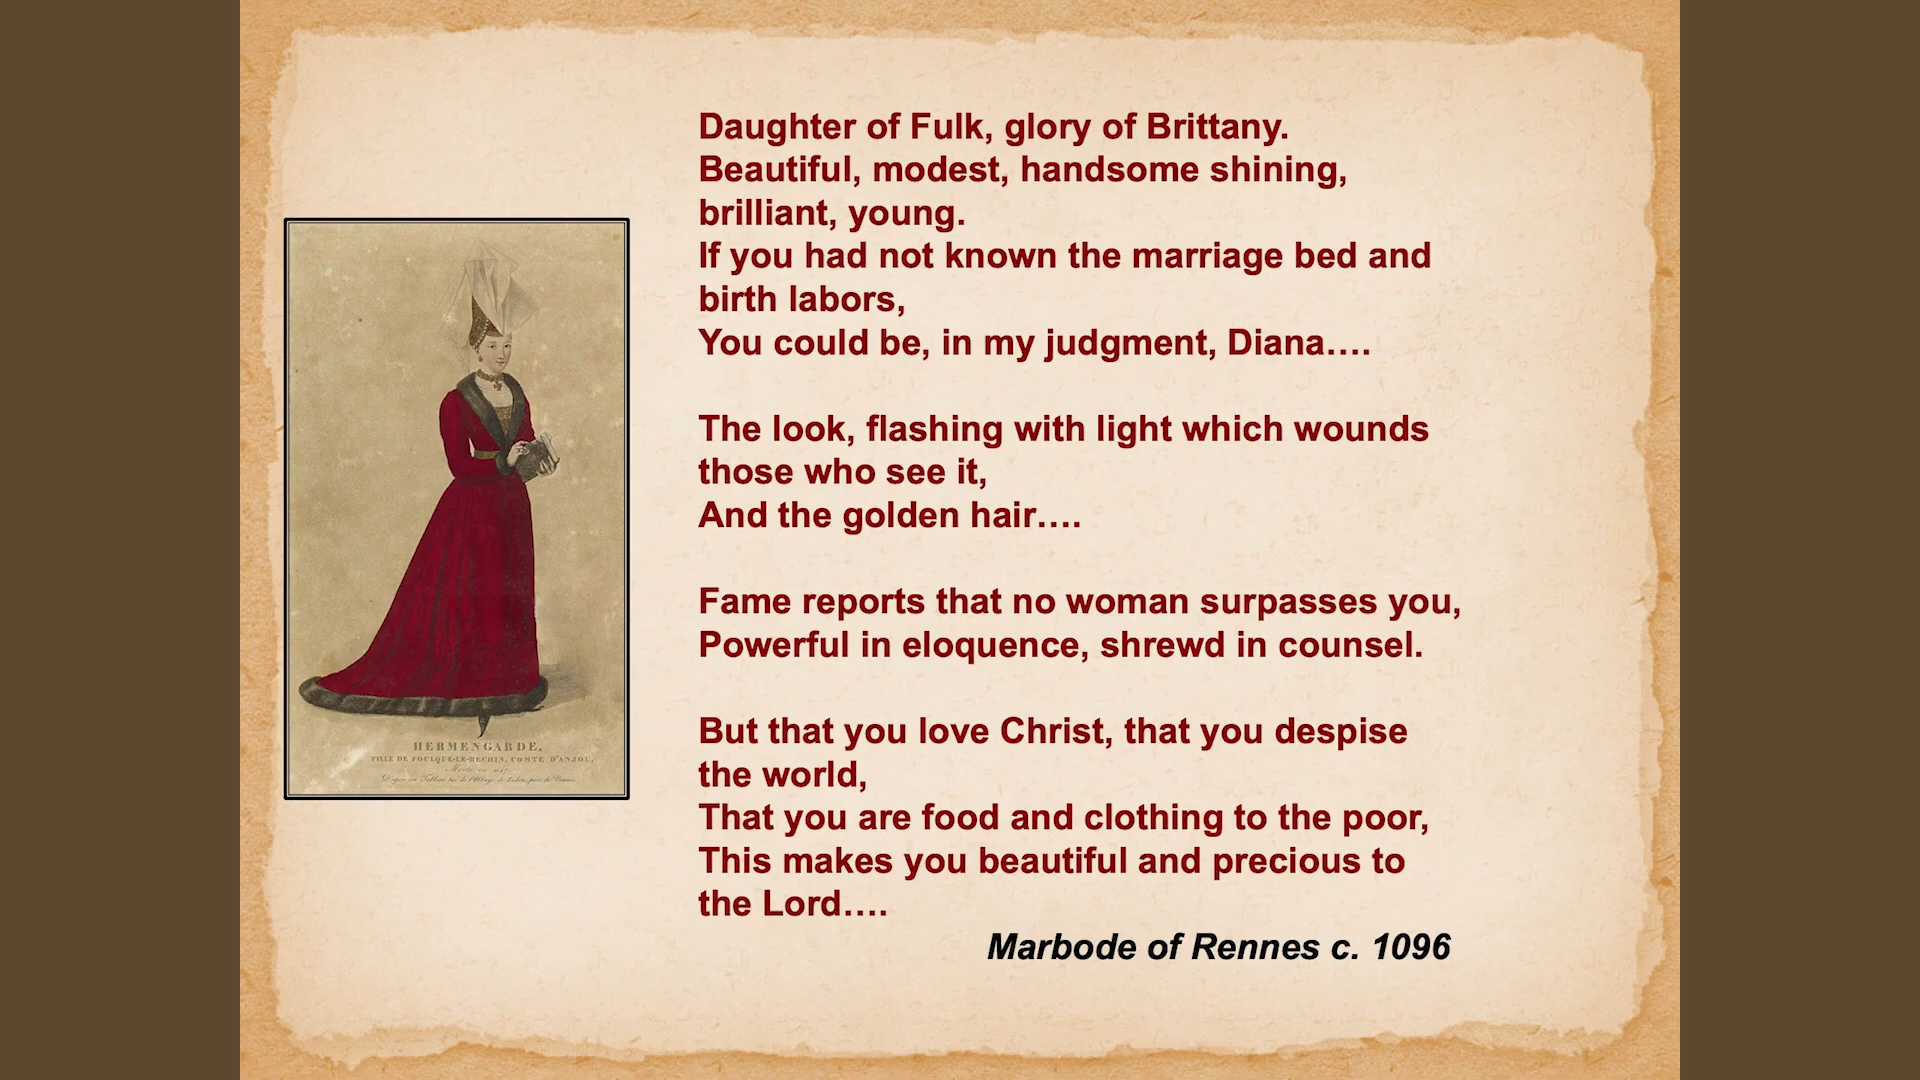 Daughter of Fulk, glory of Brittany.
Beautiful, modest, handsome shining,
brilliant, young.
If you had not known the marriage bed and
birth labors,
You could be, in my judgment, Diana....
The look, flashing with light which wounds
those who see it,
And the golden hair....
Fame reports that no woman surpasses you,
Powerful in eloquence, shrewd in counsel.
But that you love Christ, that you despise
the world,
That you are food and clothing to the poor,
This makes you beautiful and precious to
the Lord....
Marbode of Rennes c. 1096
HERMENGARDE,
FILLE DE FOULQUE-LE-RECHIN, COMTE D'ANJOU,
Morte en